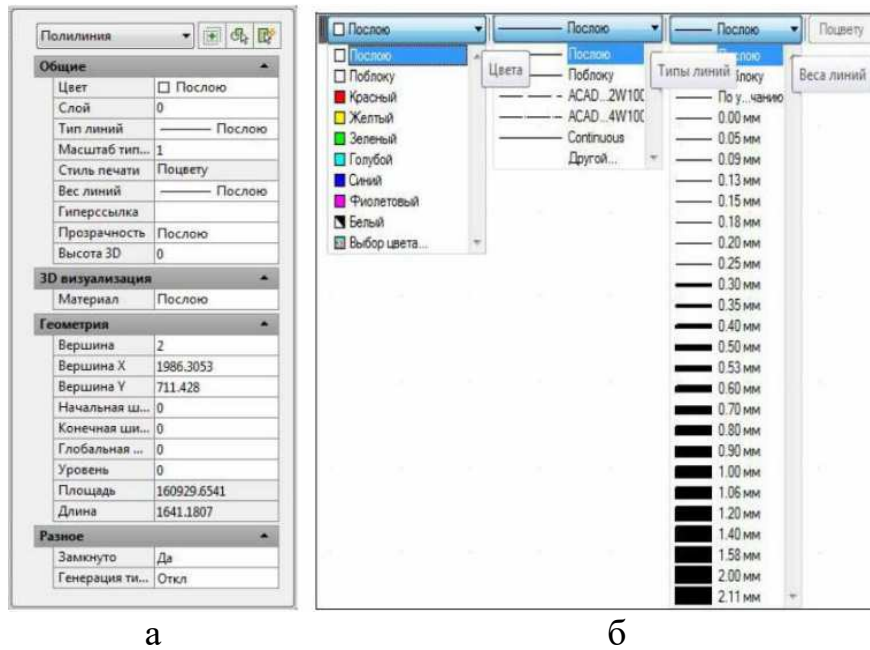 Полилиния
Общие
Цвет Послою
Слой 0
Тип линий Послою
Масштаб тип... 1
Стиль печати Поцвету
Вес линий Послою
Гиперссылка
Прозрачность Послою
Высота 3D 0
3D визуализация
Материал Послою
Геометрия
Вершина 2
Вершина X 1986.3053
Вершина Y 711.428
Начальная ш... 0
Конечная ши... 0
Глобальная ... 0
Уровень 0
Площадь 160929.6541
Длина 1641.1807
Разное
Замкнуто Да
Генерация ти... Откл
а
Послою
Послою
Поблоку
Красный
Желтый
Зеленый
Голубой
Синий
Фиолетовый
Белый
Выбор цвета...
Цвета
Послою
Послою
Поблоку
ACAD...2W100
ACAD...4W100
Continuous
Другой...
Типы линий
Послою
По у...чанию
0.00 мм
0.05 мм
0.09 мм
0.13 мм
0.15 мм
0.18 мм
0.20 мм
0.25 мм
0.30 мм
0.35 мм
0.40 мм
0.50 мм
0.53 мм
0.60 мм
0.70 мм
0.80 мм
0.90 мм
1.00 мм
1.06 мм
1.20 мм
1.40 мм
1.58 мм
2.00 мм
2.11 мм
Веса линий
Поцвету
б